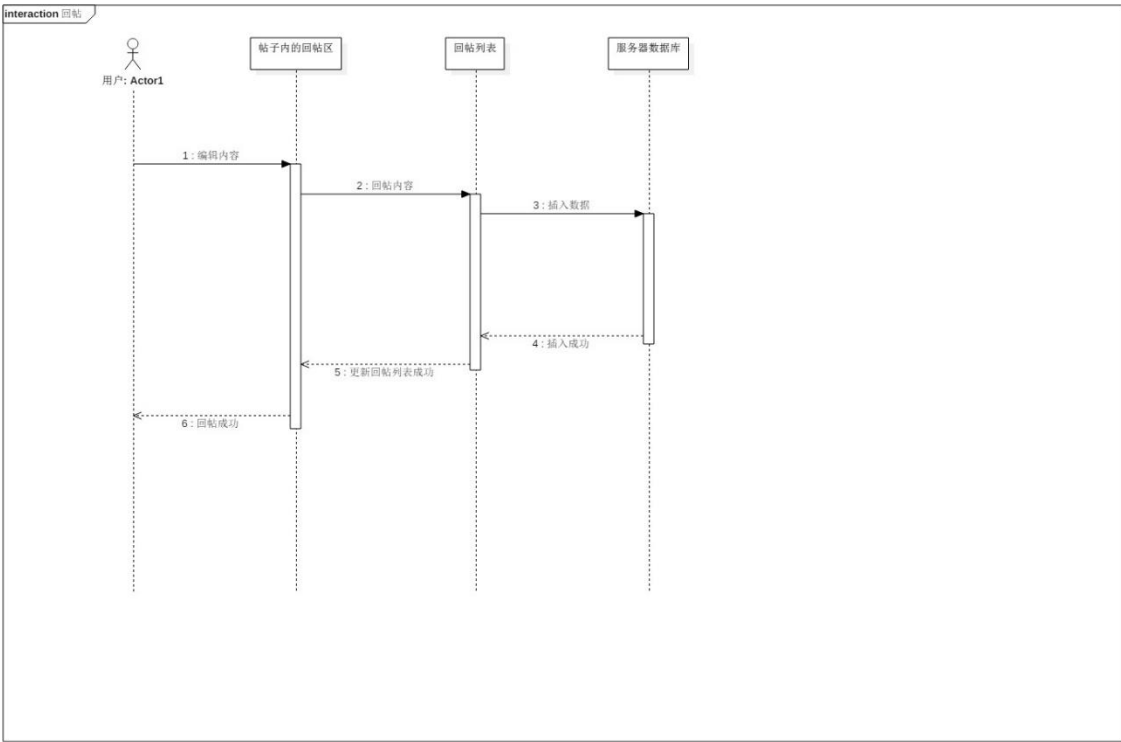 interaction 回帖
帖子内的回帖区
回帖列表
服务器数据库
用户: Actor1
1 : 编辑内容
2 : 回帖内容
3 : 插入数据
4 : 插入成功
5 : 更新回帖列表成功
6 : 回帖成功